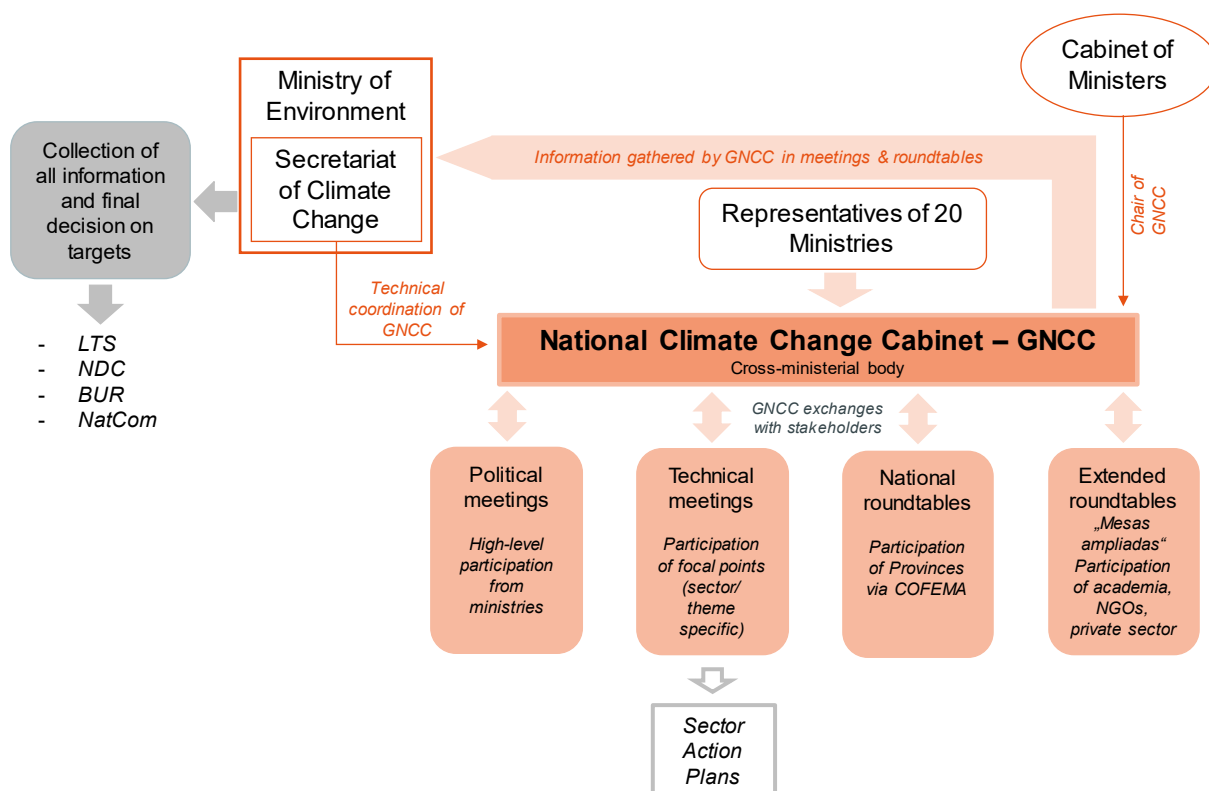 Cabinet of
Ministers
Ministry of
Environment
Secretariat
of Climate
Change
Collection of
all information
and final
decision on
targets
Information gathered by GNCC in meetings & roundtables
Chair of
GNCC
Representatives of 20
Ministries
Technical
coordination of
GNCC
National Climate Change Cabinet – GNCC
Cross-ministerial body
- LTS
- NDC
- BUR
- NatCom
GNCC exchanges
with stakeholders
Political
meetings
High-level
participation
from
ministries
Technical
meetings
Participation
of focal points
(sector/
theme
specific)
National
roundtables
Participation
of Provinces
via COFEMA
Extended
roundtables
„Mesas
ampliadas“
Participation
of academia,
NGOs,
private sector
Sector
Action
Plans